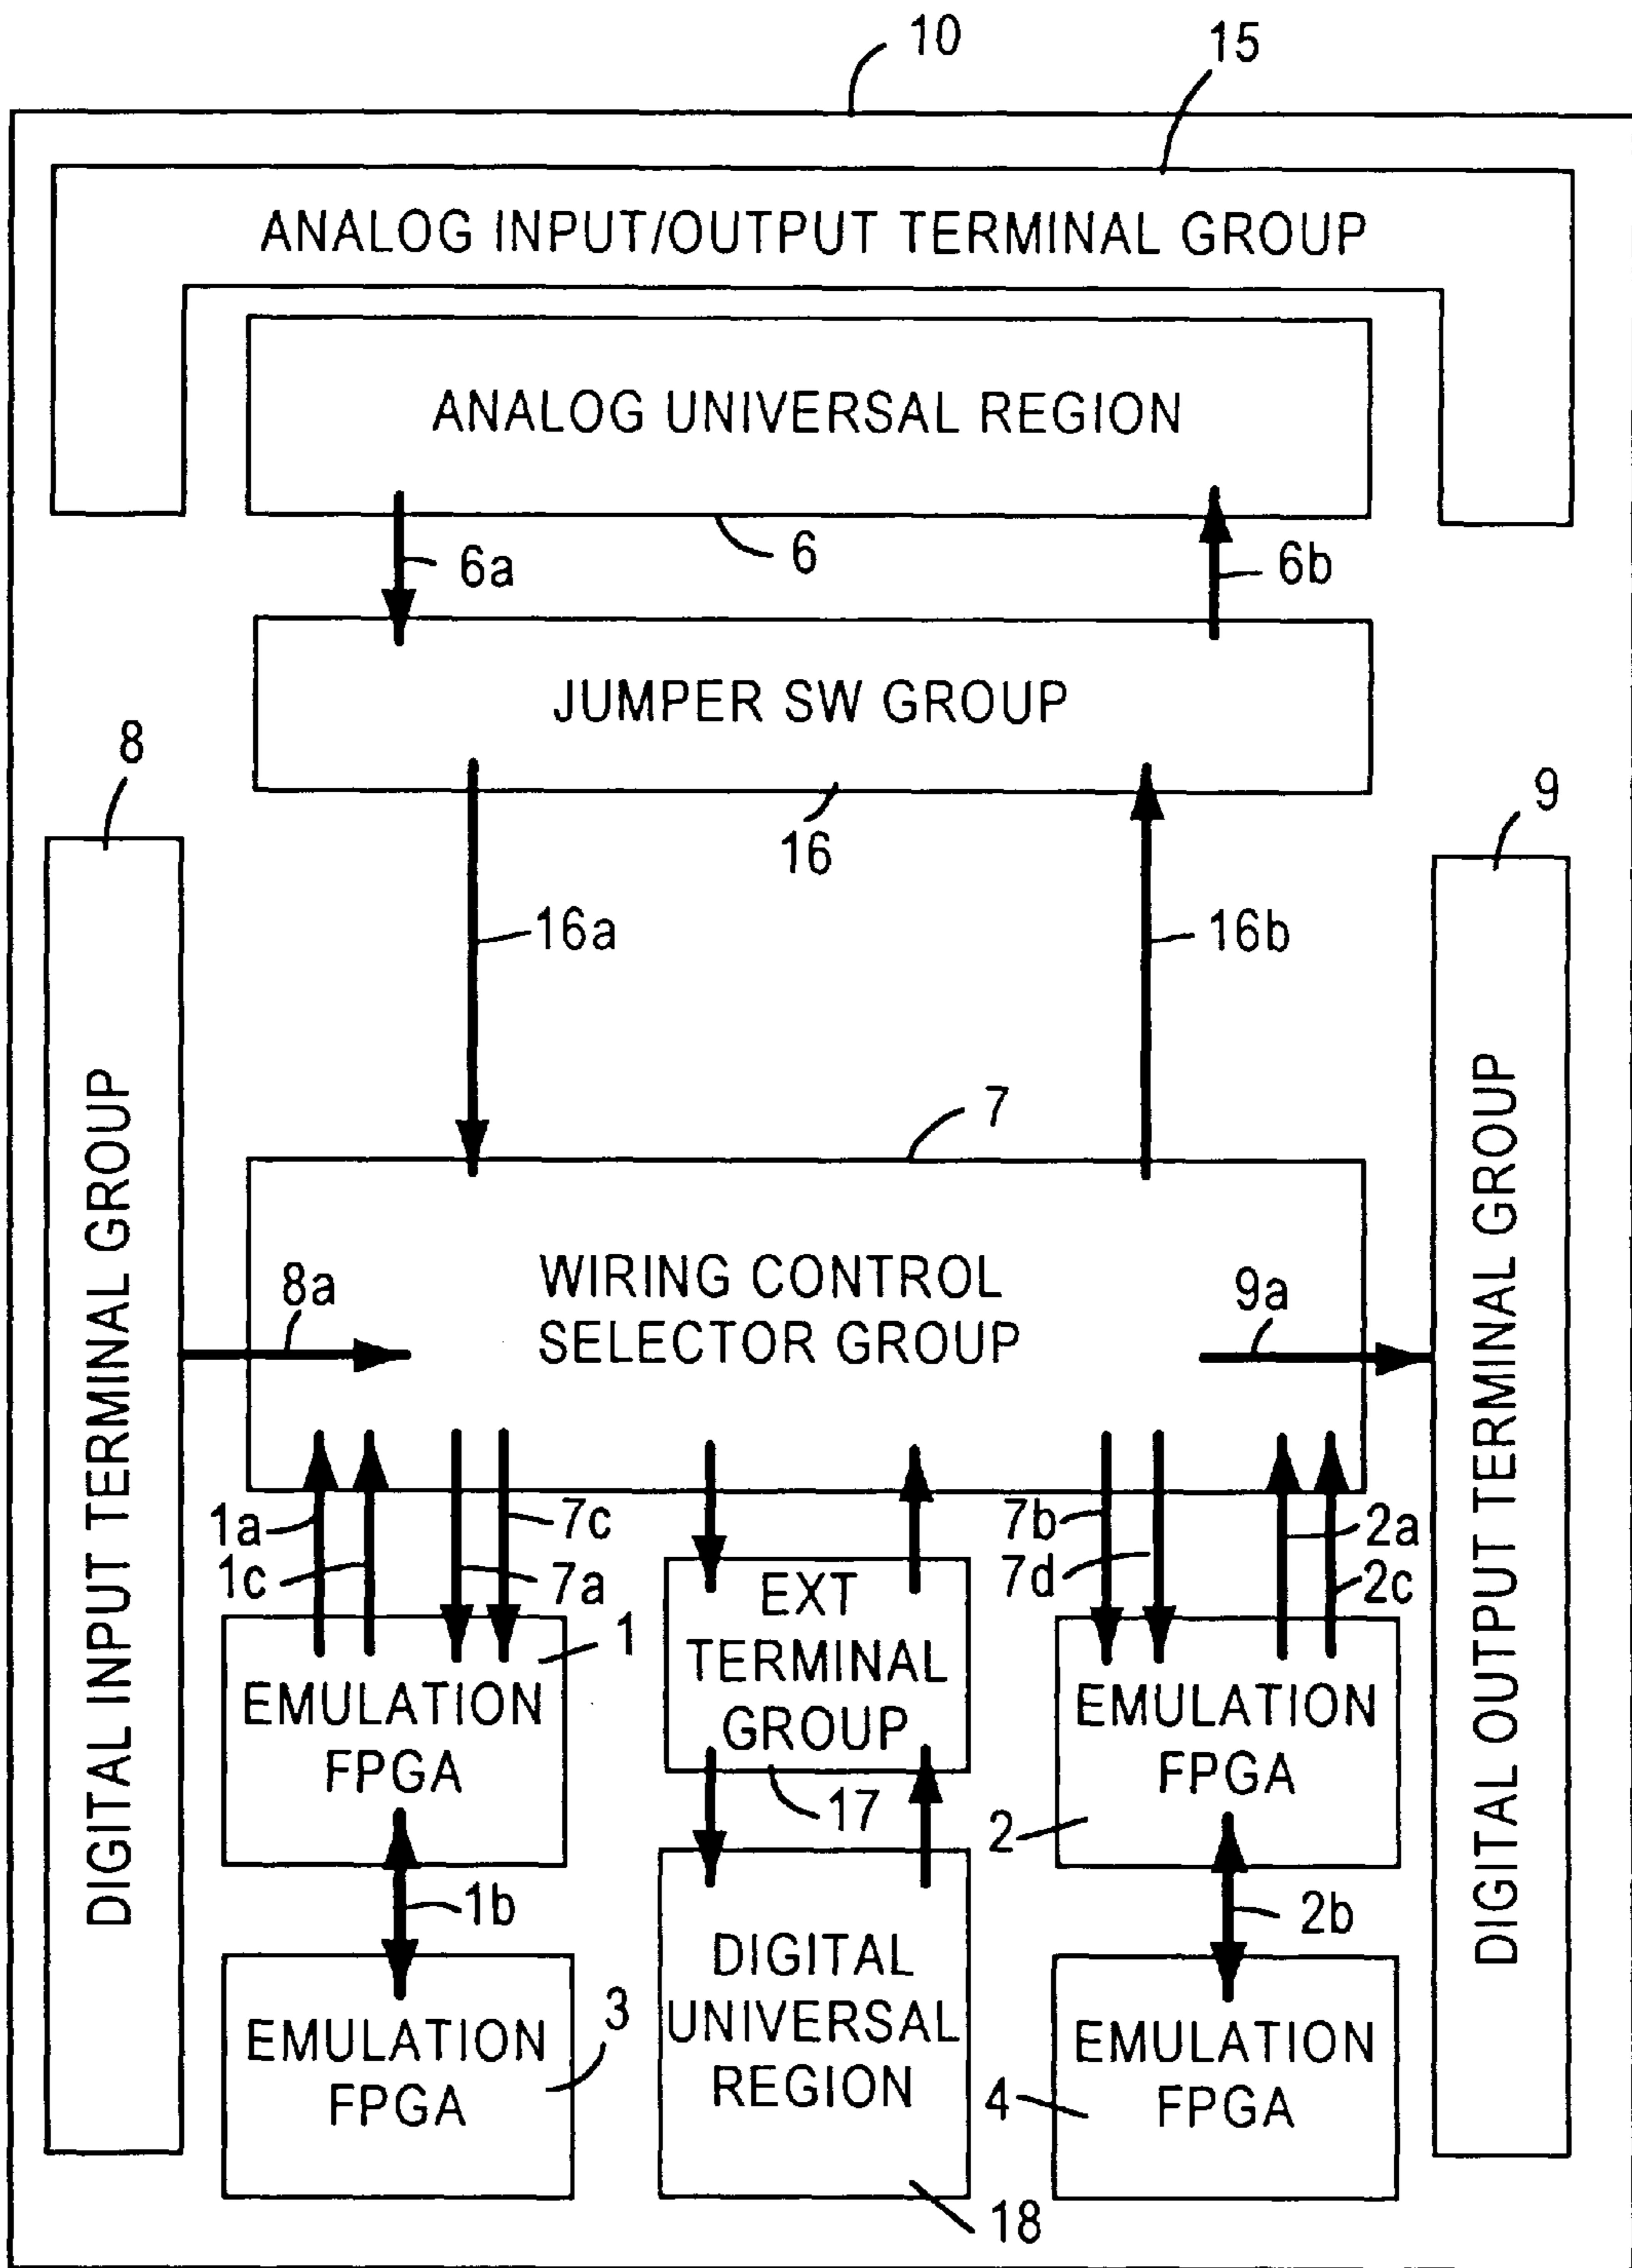 10
15
ANALOG INPUT/OUTPUT TERMINAL GROUP
ANALOG UNIVERSAL REGION
6
6a
6b
JUMPER SW GROUP
8
16
9
16a
16b
7
DIGITAL INPUT TERMINAL GROUP
WIRING CONTROL
SELECTOR GROUP
8a
9a
DIGITAL OUTPUT TERMINAL GROUP
1a
1c
7c
7a
7b
7d
2a
2c
1
EMULATION
FPGA
EXT
TERMINAL
GROUP
17
EMULATION
FPGA
2
1b
2b
EMULATION
FPGA
3
DIGITAL
UNIVERSAL
REGION
18
EMULATION
FPGA
4